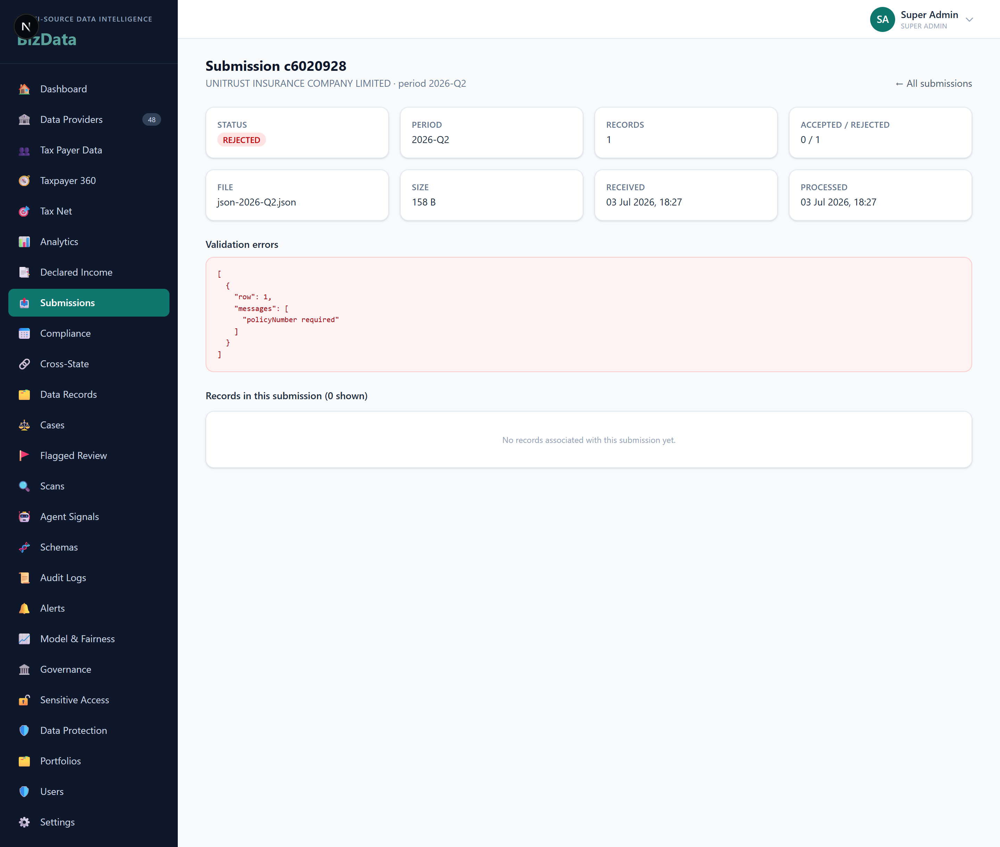 I-SOURCE DATA INTELLIGENCE
N
BizData
Dashboard
Data Providers 48
Tax Payer Data
Taxpayer 360
Tax Net
Analytics
Declared Income
Submissions
Compliance
Cross-State
Data Records
Cases
Flagged Review
Scans
Agent Signals
Schemas
Audit Logs
Alerts
Model & Fairness
Governance
Sensitive Access
Data Protection
Portfolios
Users
Settings
SA
Super Admin
SUPER ADMIN
Submission c6020928
UNITRUST INSURANCE COMPANY LIMITED · period 2026-Q2
← All submissions
STATUS
REJECTED
PERIOD
2026-Q2
RECORDS
1
ACCEPTED / REJECTED
0 / 1
FILE
json-2026-Q2.json
SIZE
158 B
RECEIVED
03 Jul 2026, 18:27
PROCESSED
03 Jul 2026, 18:27
Validation errors
[
{
"row": 1,
"messages": [
"policyNumber required"
]
}
]
Records in this submission (0 shown)
No records associated with this submission yet.